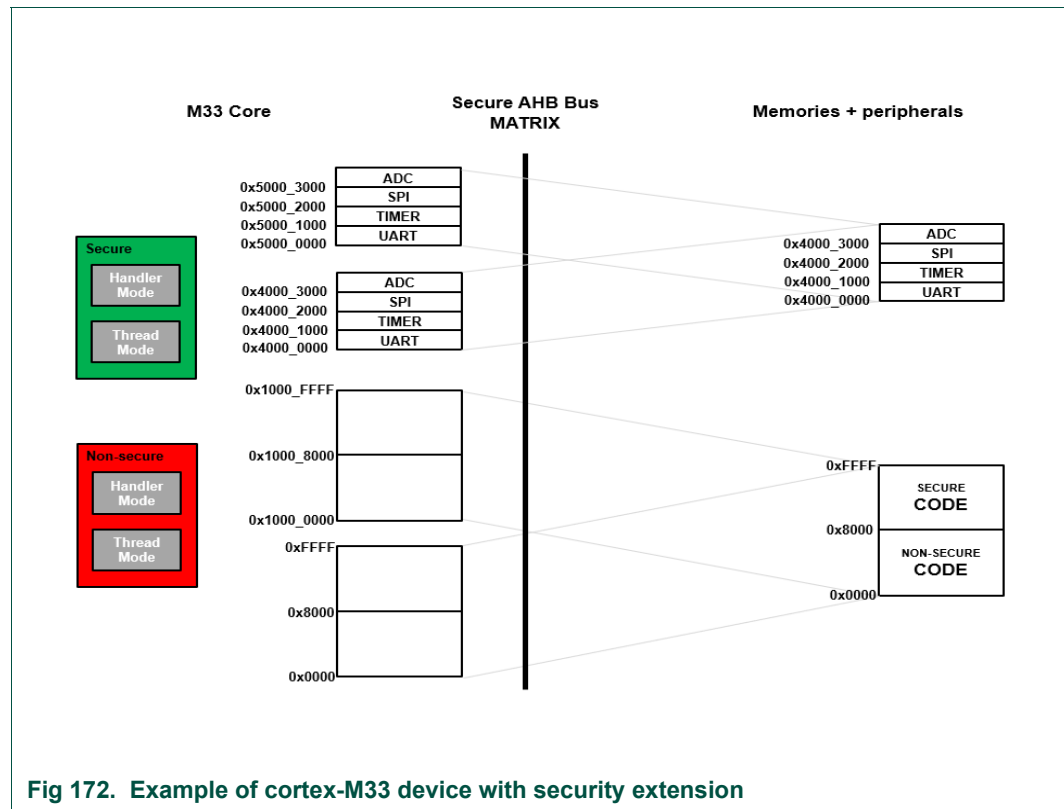 M33 Core
Secure AHB Bus
MATRIX
Memories + peripherals
ADC
0x5000_3000
SPI
0x5000_2000
TIMER
0x5000_1000
UART
0x5000_0000
Secure
Handler
Mode
Thread
Mode
ADC
0x4000_3000
SPI
0x4000_2000
TIMER
0x4000_1000
UART
0x4000_0000
ADC
0x4000_3000
SPI
0x4000_2000
TIMER
0x4000_1000
UART
0x4000_0000
0x1000_FFFF
0x1000_8000
0x1000_0000
Non-secure
Handler
Mode
Thread
Mode
0xFFFF
0x8000
0x0000
0xFFFF
SECURE
CODE
0x8000
NON-SECURE
CODE
0x0000
Fig 172. Example of cortex-M33 device with security extension